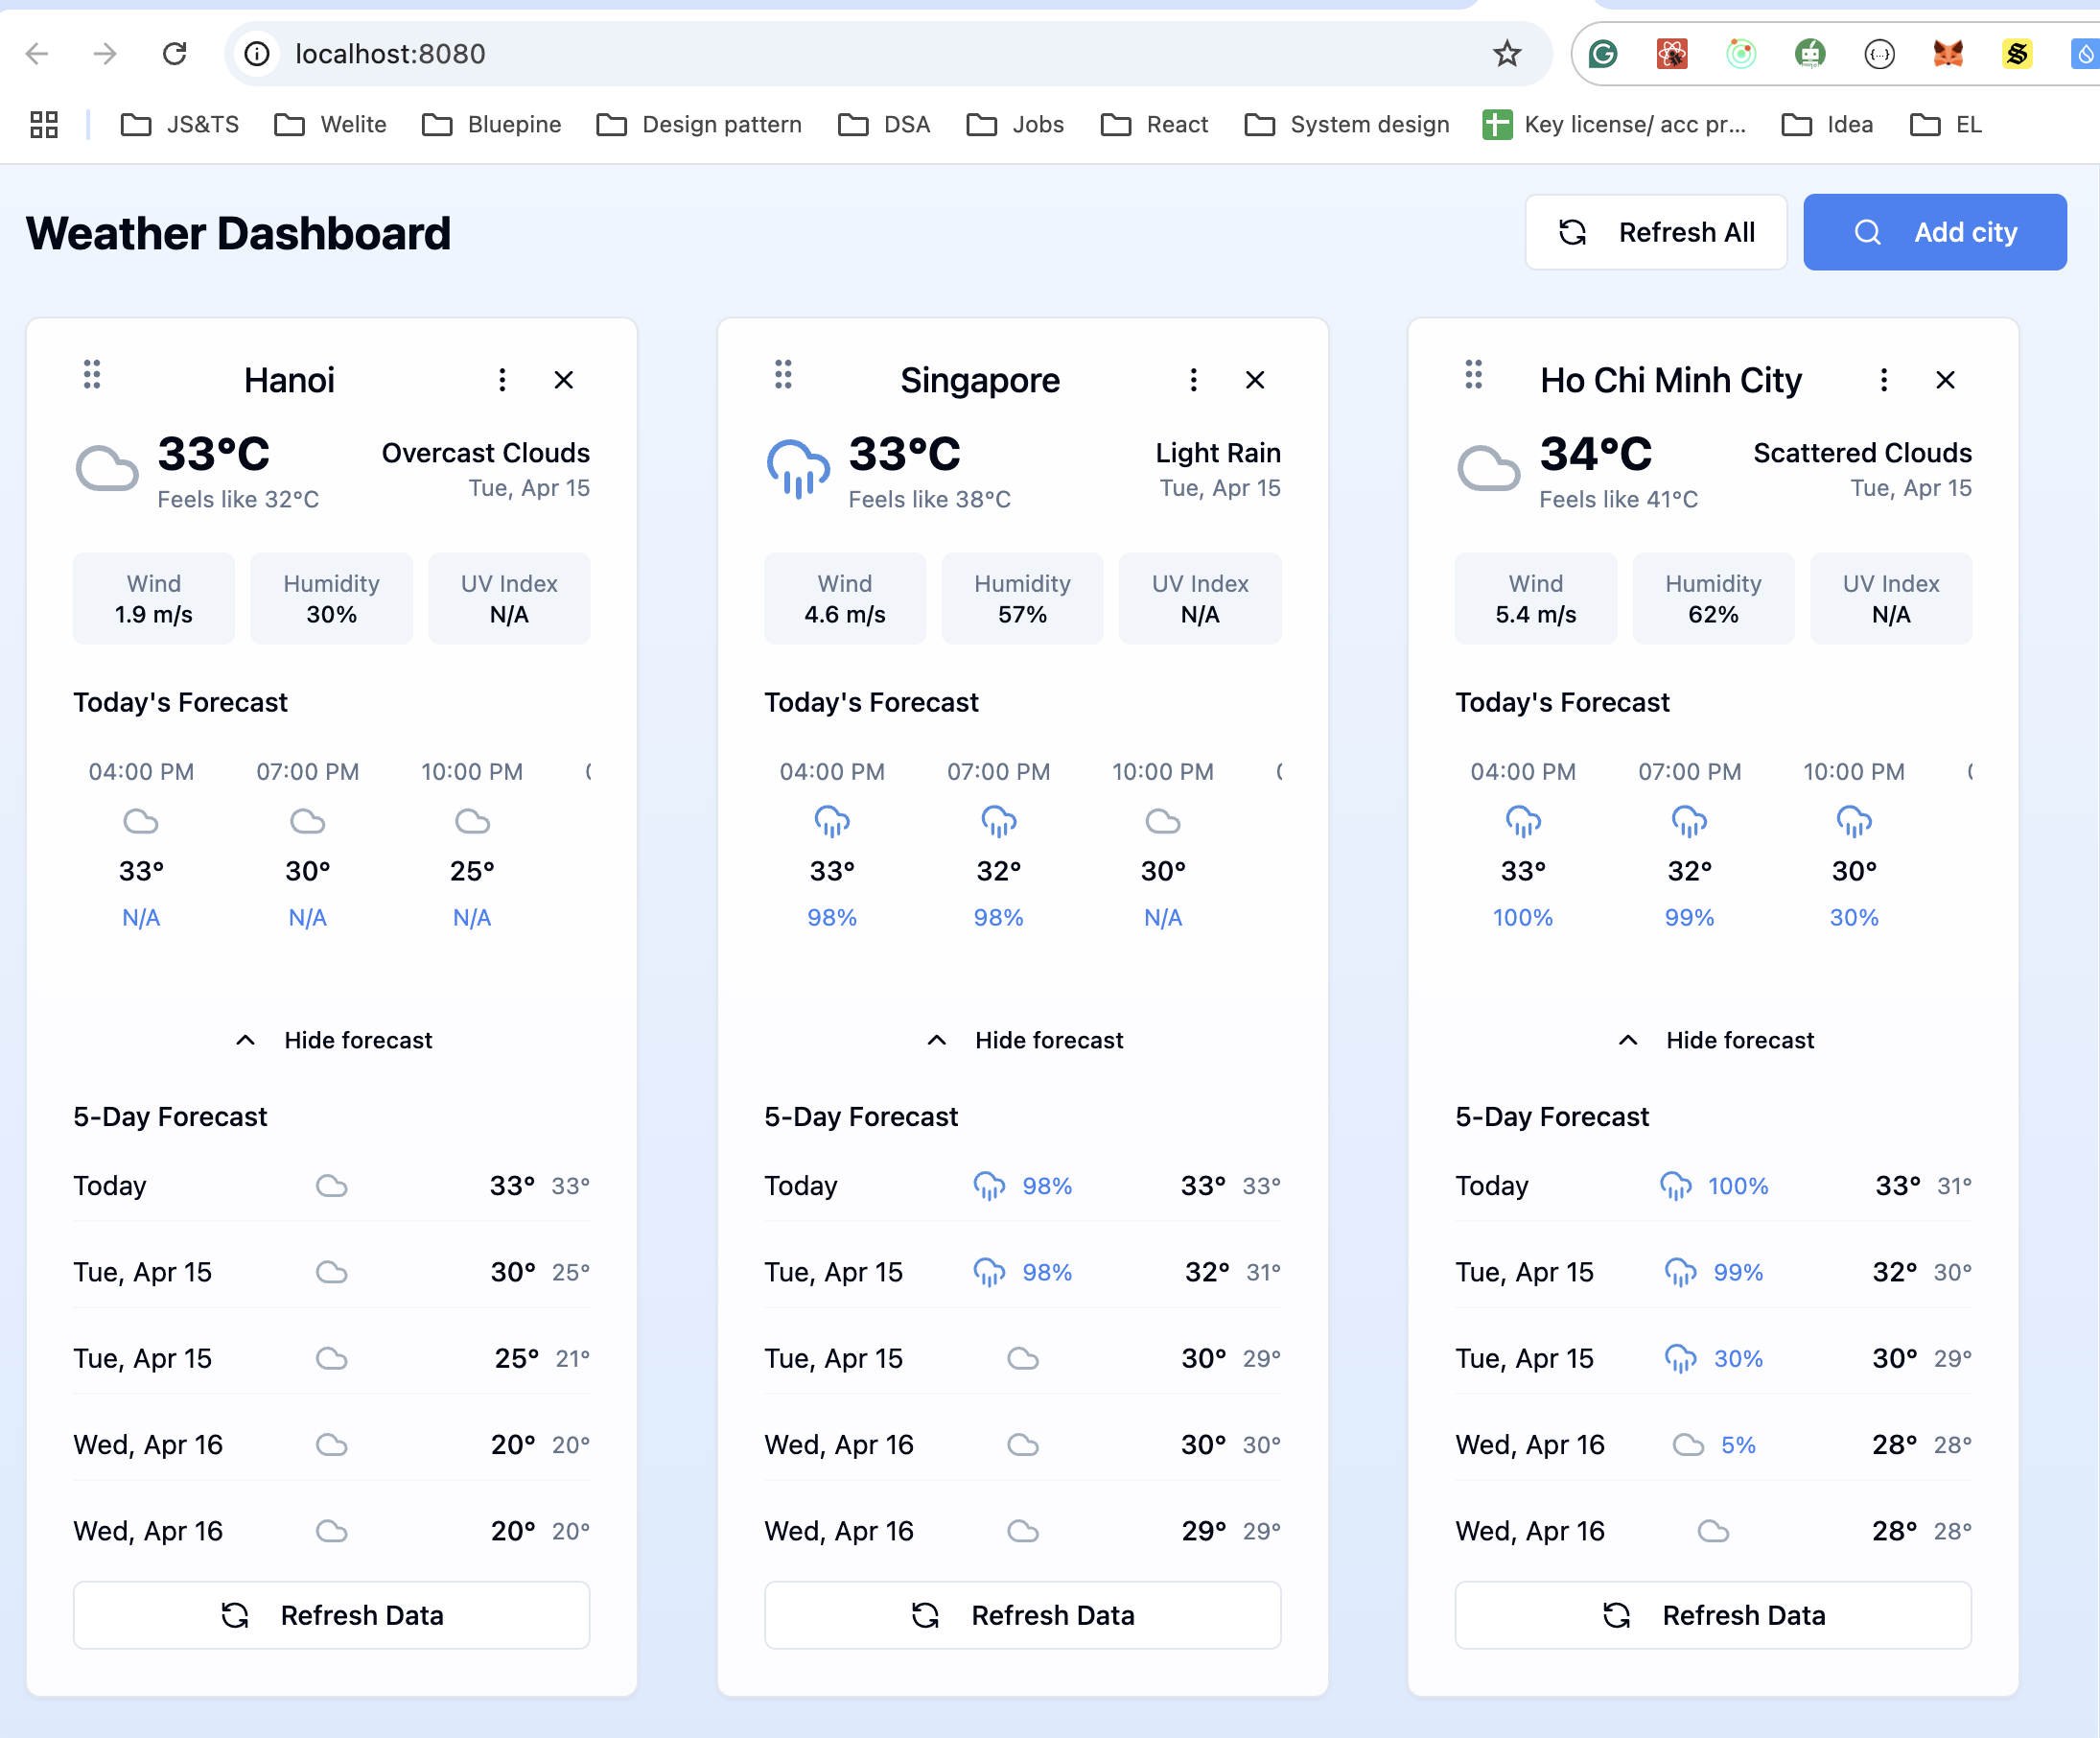 localhost:8080
JS&TS Welite Bluepine Design pattern DSA Jobs React System design Key license/ acc pr... Idea EL
Weather Dashboard
Refresh All
Add city
Hanoi
33°C
Feels like 32°C
Overcast Clouds
Tue, Apr 15
Wind
1.9 m/s
Humidity
30%
UV Index
N/A
Today's Forecast
04:00 PM 07:00 PM 10:00 PM
33° 30° 25°
N/A N/A N/A
Hide forecast
5-Day Forecast
Today 33° 33°
Tue, Apr 15 30° 25°
Tue, Apr 15 25° 21°
Wed, Apr 16 20° 20°
Wed, Apr 16 20° 20°
Refresh Data
Singapore
33°C
Feels like 38°C
Light Rain
Tue, Apr 15
Wind
4.6 m/s
Humidity
57%
UV Index
N/A
Today's Forecast
04:00 PM 07:00 PM 10:00 PM
33° 32° 30°
98% 98% N/A
Hide forecast
5-Day Forecast
Today 98% 33° 33°
Tue, Apr 15 98% 32° 31°
Tue, Apr 15 30° 29°
Wed, Apr 16 30° 30°
Wed, Apr 16 29° 29°
Refresh Data
Ho Chi Minh City
34°C
Feels like 41°C
Scattered Clouds
Tue, Apr 15
Wind
5.4 m/s
Humidity
62%
UV Index
N/A
Today's Forecast
04:00 PM 07:00 PM 10:00 PM
33° 32° 30°
100% 99% 30%
Hide forecast
5-Day Forecast
Today 100% 33° 31°
Tue, Apr 15 99% 32° 30°
Tue, Apr 15 30% 30° 29°
Wed, Apr 16 5% 28° 28°
Wed, Apr 16 28° 28°
Refresh Data